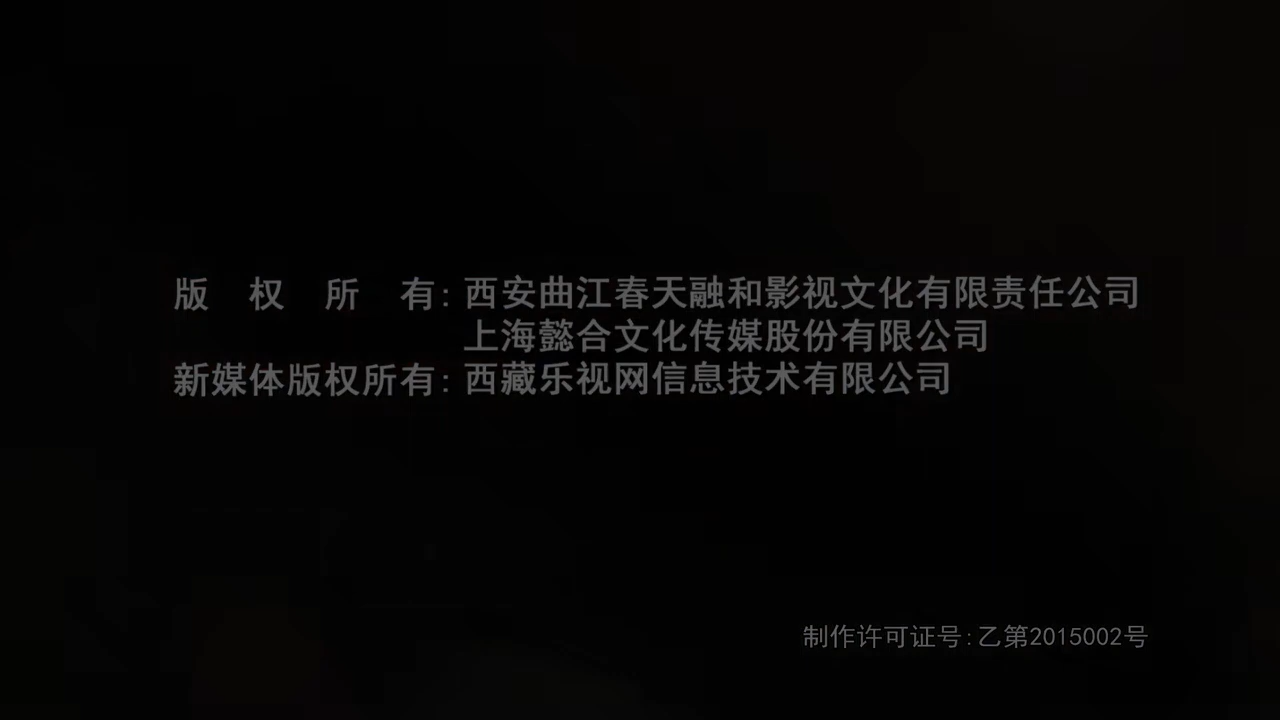 版 权 所 有: 西安曲江春天融和影视文化有限责任公司
上海懿合文化传媒股份有限公司
新媒体版权所有: 西藏乐视网信息技术有限公司
制作许可证号:乙第2015002号